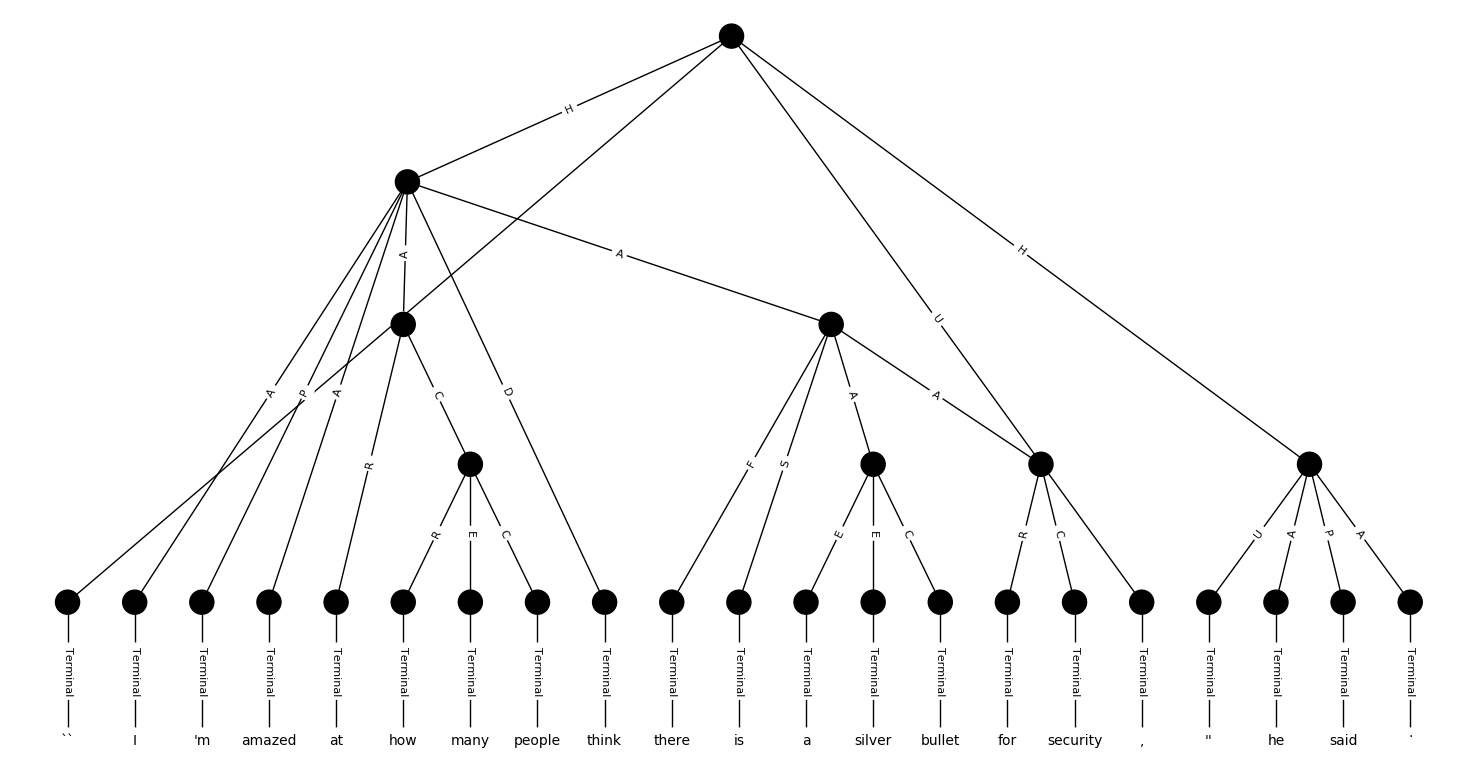 H
A
A
H
U
A P A D A A
C
R F S
R E C E E C R C U A P A
Terminal Terminal Terminal Terminal Terminal Terminal Terminal Terminal Terminal Terminal Terminal Terminal Terminal Terminal Terminal Terminal Terminal Terminal Terminal Terminal Terminal
`` I 'm amazed at how many people think there is a silver bullet for security , " he said .